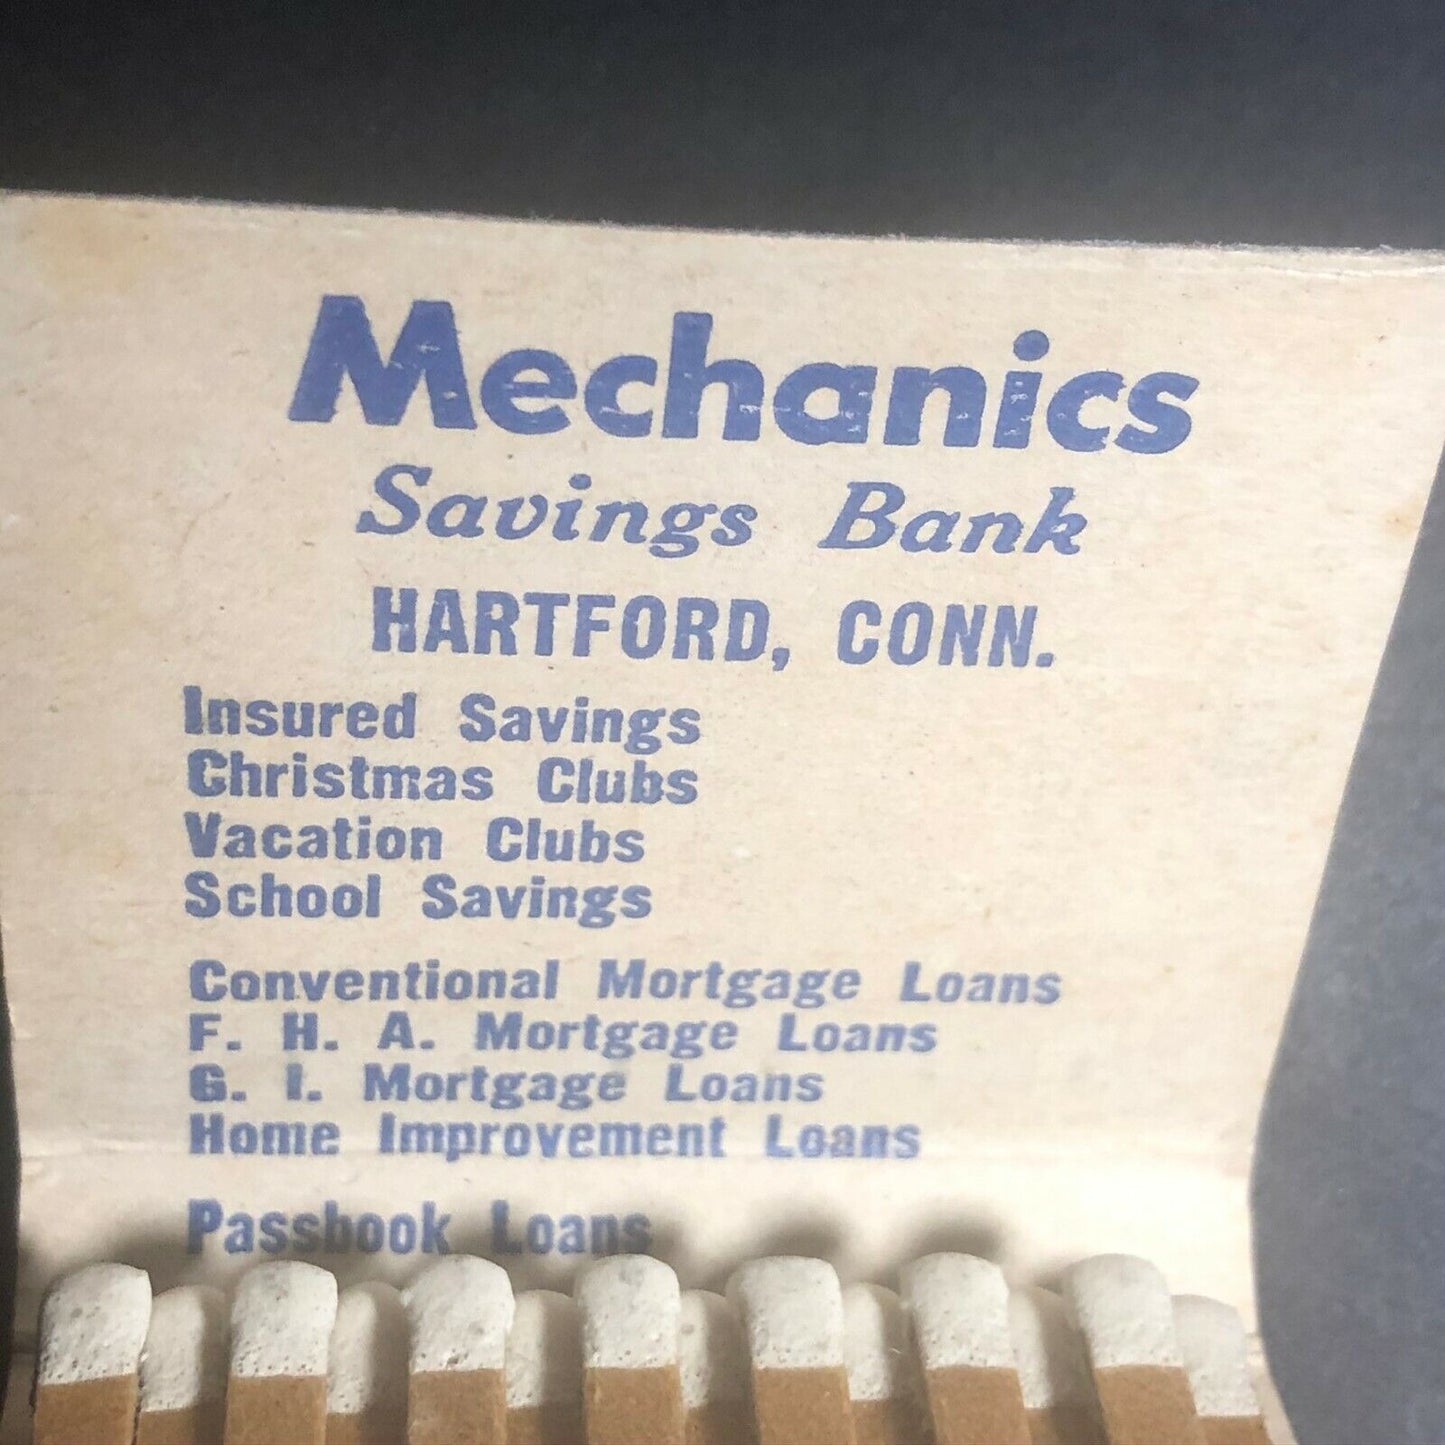 Mechanics
Savings Bank
HARTFORD, CONN.
Insured Savings
Christmas Clubs
Vacation Clubs
School Savings
Conventional Mortgage Loans
F. H. A. Mortgage Loans
G. I. Mortgage Loans
Home Improvement Loans
Passbook Loans